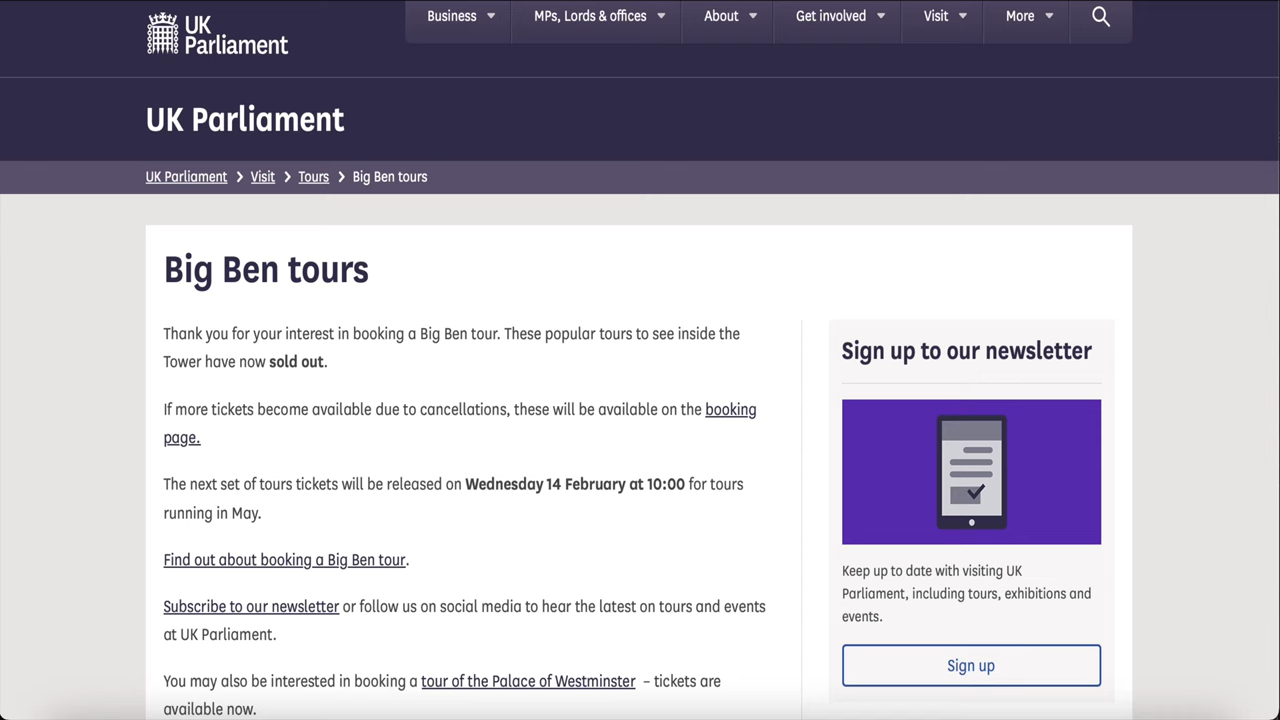 UK
Parliament
Business
MPs, Lords & offices
About
Get involved
Visit
More
UK Parliament
UK Parliament
Visit
Tours
Big Ben tours
Big Ben tours
Thank you for your interest in booking a Big Ben tour. These popular tours to see inside the
Tower have now sold out.
If more tickets become available due to cancellations, these will be available on the booking
page.
The next set of tours tickets will be released on Wednesday 14 February at 10:00 for tours
running in May.
Find out about booking a Big Ben tour.
Subscribe to our newsletter or follow us on social media to hear the latest on tours and events
at UK Parliament.
You may also be interested in booking a tour of the Palace of Westminster – tickets are
available now.
Sign up to our newsletter
Keep up to date with visiting UK
Parliament, including tours, exhibitions and
events.
Sign up